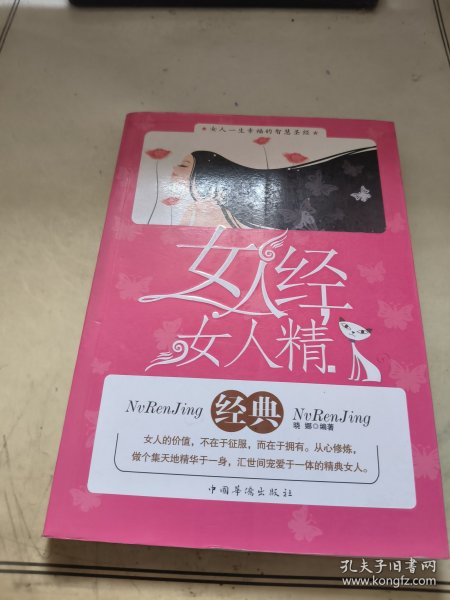 ★女人一生幸福的智慧圣经★
女人经,
女人精.
NvRenJing 经典 NvRenJing
晓娜◎编著
女人的价值，不在于征服，而在于拥有。从心修炼，
做个集天地精华于一身，汇世间宠爱于一体的精典女人。
中国华侨出版社
孔夫子旧书网
www.kongfz.com